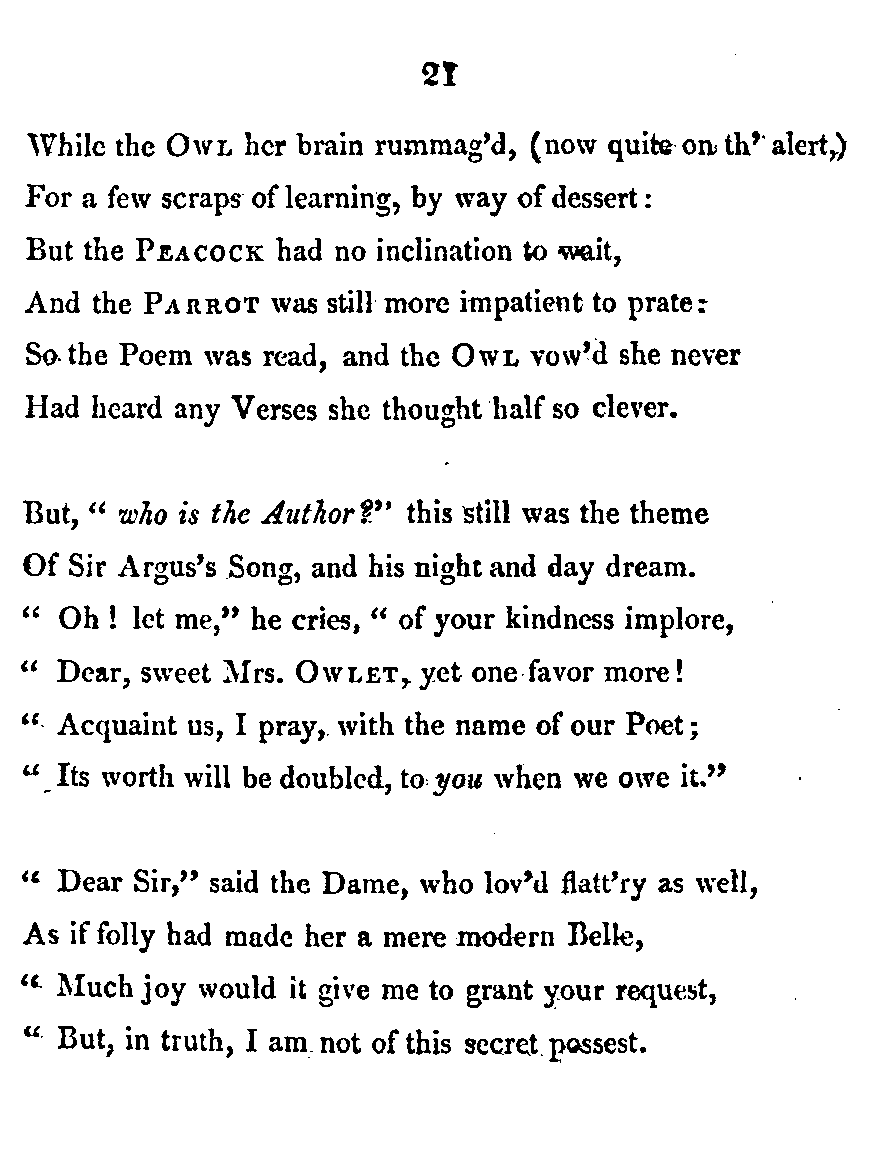 21
While the OWL her brain rummag'd, (now quite on th' alert,)
For a few scraps of learning, by way of dessert:
But the PEACOCK had no inclination to wait,
And the PARROT was still more impatient to prate:
So the Poem was read, and the OWL vow'd she never
Had heard any Verses she thought half so clever.
But, “ who is the Author?” this still was the theme
Of Sir Argus's Song, and his night and day dream.
“ Oh ! let me,” he cries, “ of your kindness implore,
“ Dear, sweet Mrs. OWLET, yet one favor more!
“ Acquaint us, I pray, with the name of our Poet;
“ Its worth will be doubled, to you when we owe it.”
“ Dear Sir,” said the Dame, who lov'd flatt'ry as well,
As if folly had made her a mere modern Belle,
“ Much joy would it give me to grant your request,
“ But, in truth, I am not of this secret possest.